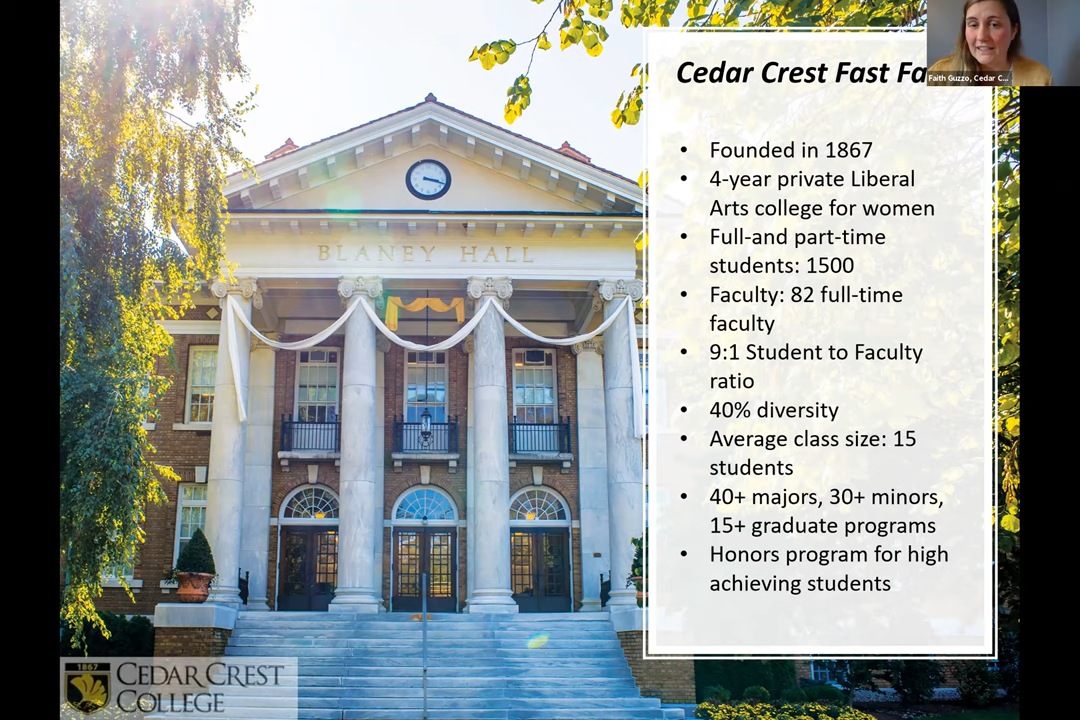 Cedar Crest Fast
Faith Guzzo, Cedar C...
• Founded in 1867
• 4-year private Liberal
Arts college for women
• Full-and part-time
students: 1500
• Faculty: 82 full-time
faculty
• 9:1 Student to Faculty
ratio
• 40% diversity
• Average class size: 15
students
• 40+ majors, 30+ minors,
15+ graduate programs
• Honors program for high
achieving students
BLANEY HALL
1867
CEDAR CREST
COLLEGE